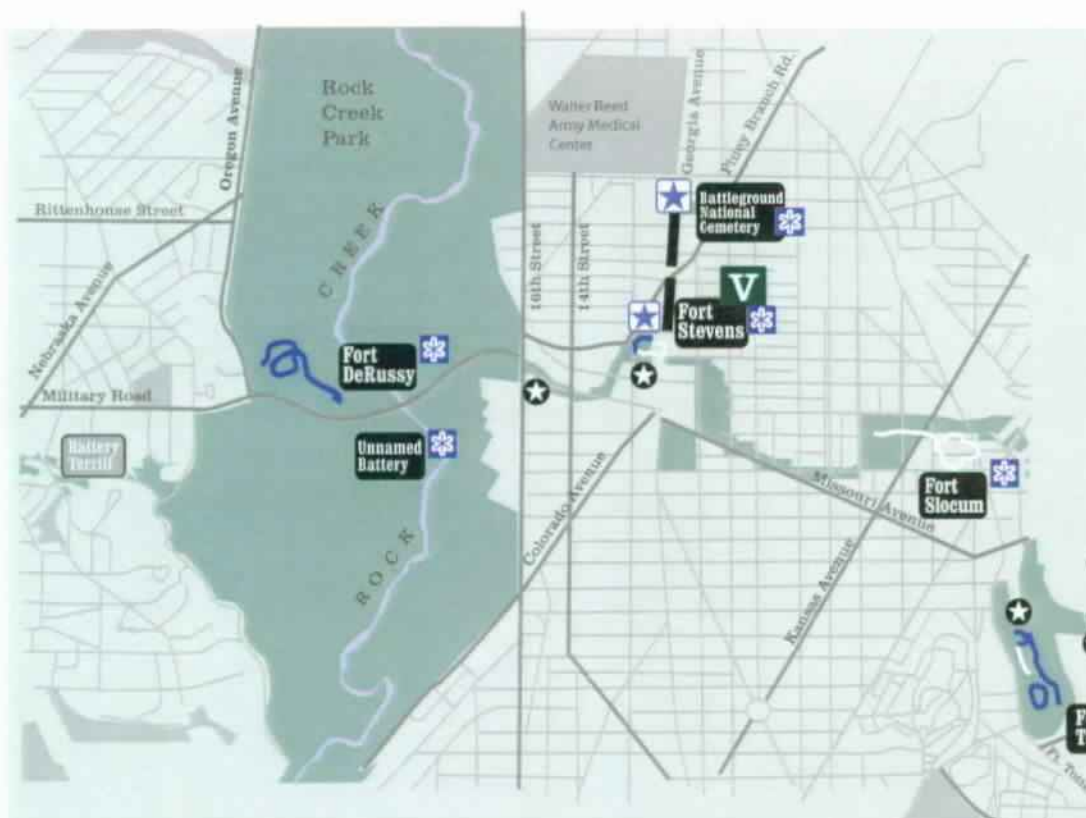 Rock
Creek
Park
Oregon Avenue
Walter Reed
Army Medical
Center
Georgia Avenue
Piney Branch Rd.
Rittenhouse Street
Battleground
National
Cemetery
Nebraska Avenue
CREEK
16th Street
14th Street
V
Fort
Stevens
Fort
DeRussy
Military Road
Battery
Terrill
Unnamed
Battery
Colorado Avenue
Fort
Slocum
Missouri Avenue
ROCK
Kansas Avenue
F
T
Ft. Totten